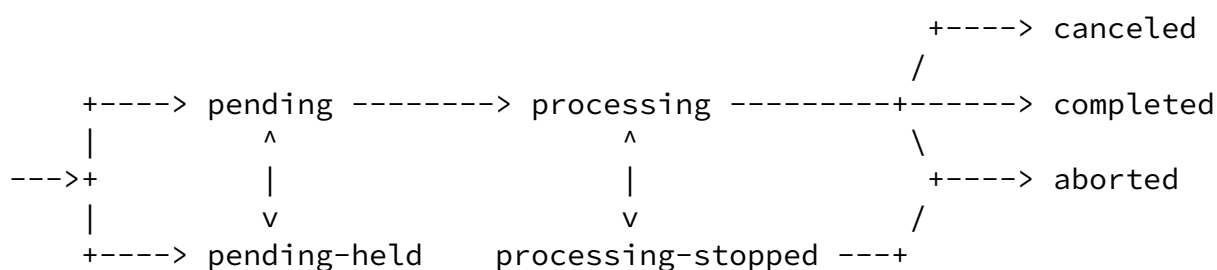 +----> canceled
/
+----> pending --------> processing ---------+------> completed
| ^ ^ \
--->+ | | +----> aborted
| v v /
+----> pending-held processing-stopped ---+